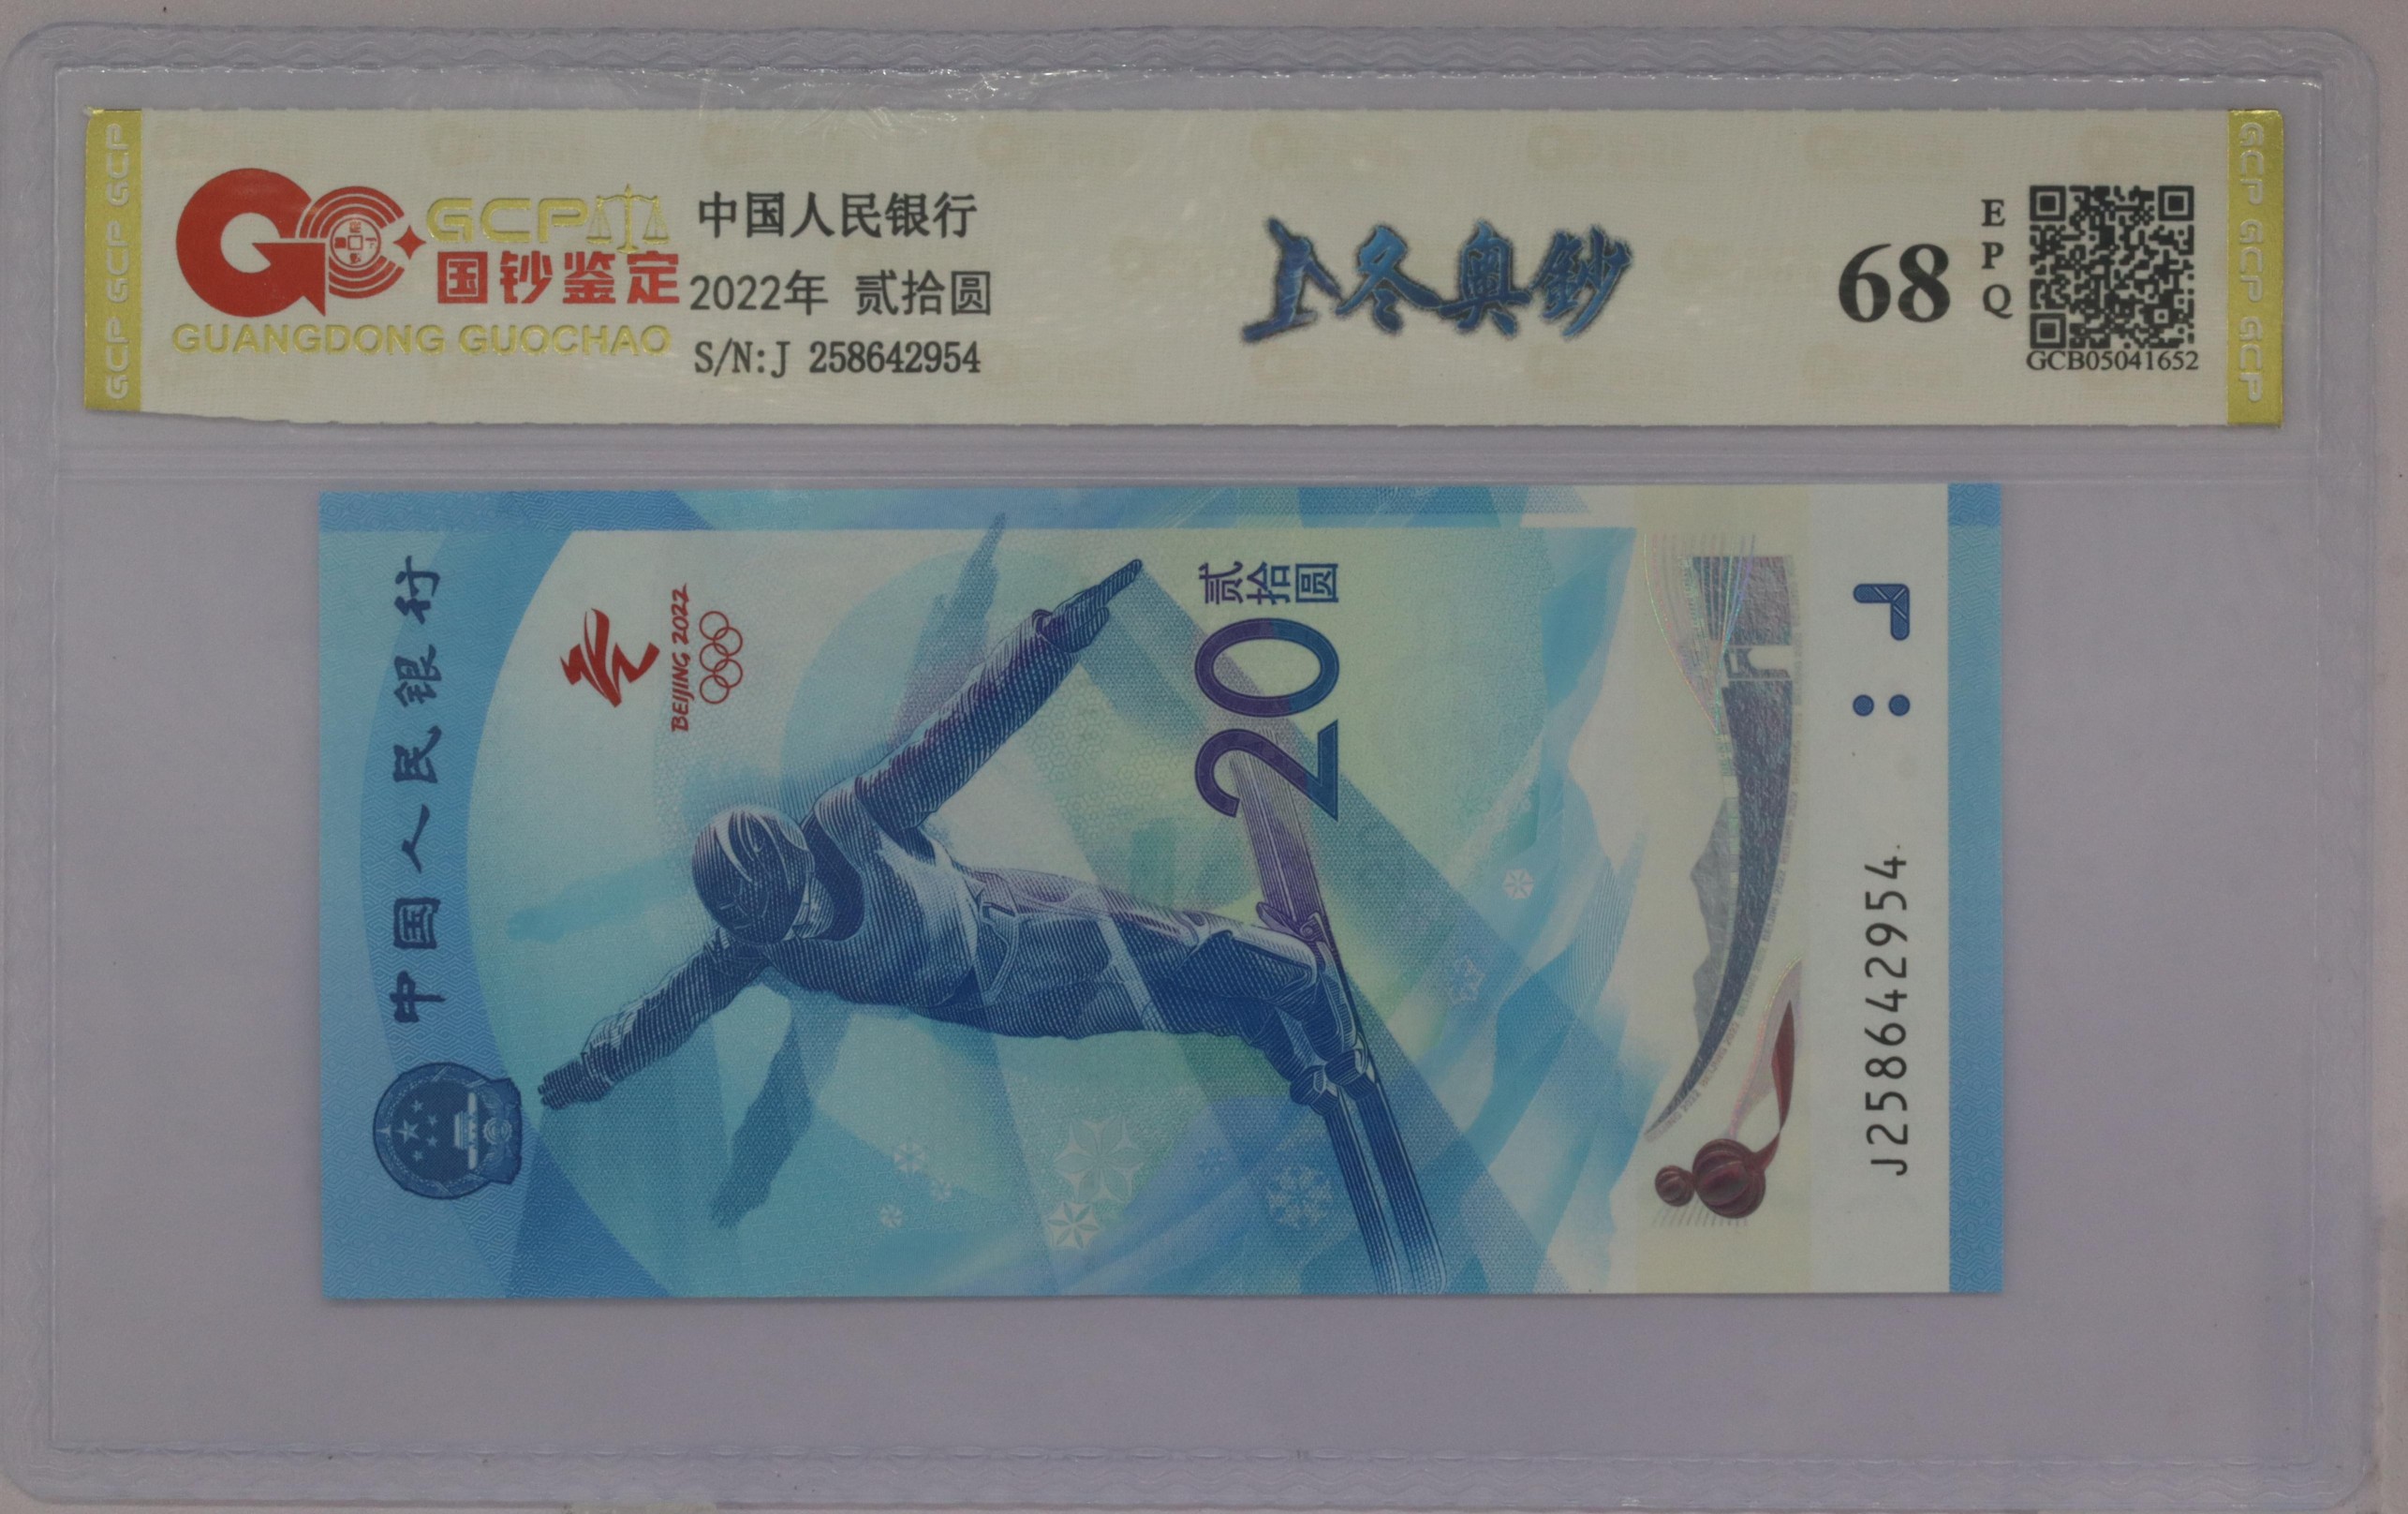 GCP GCP GCP
GCP
国钞鉴定
GUANGDONG GUOCHAO
中国人民银行
2022年 贰拾圆
S/N:J 258642954
冬奥鈔
68
EPQ
GCB05041652
GCP GCP GCP
中国人民银行
BEIJING 2022
贰拾圆
20
J258642954